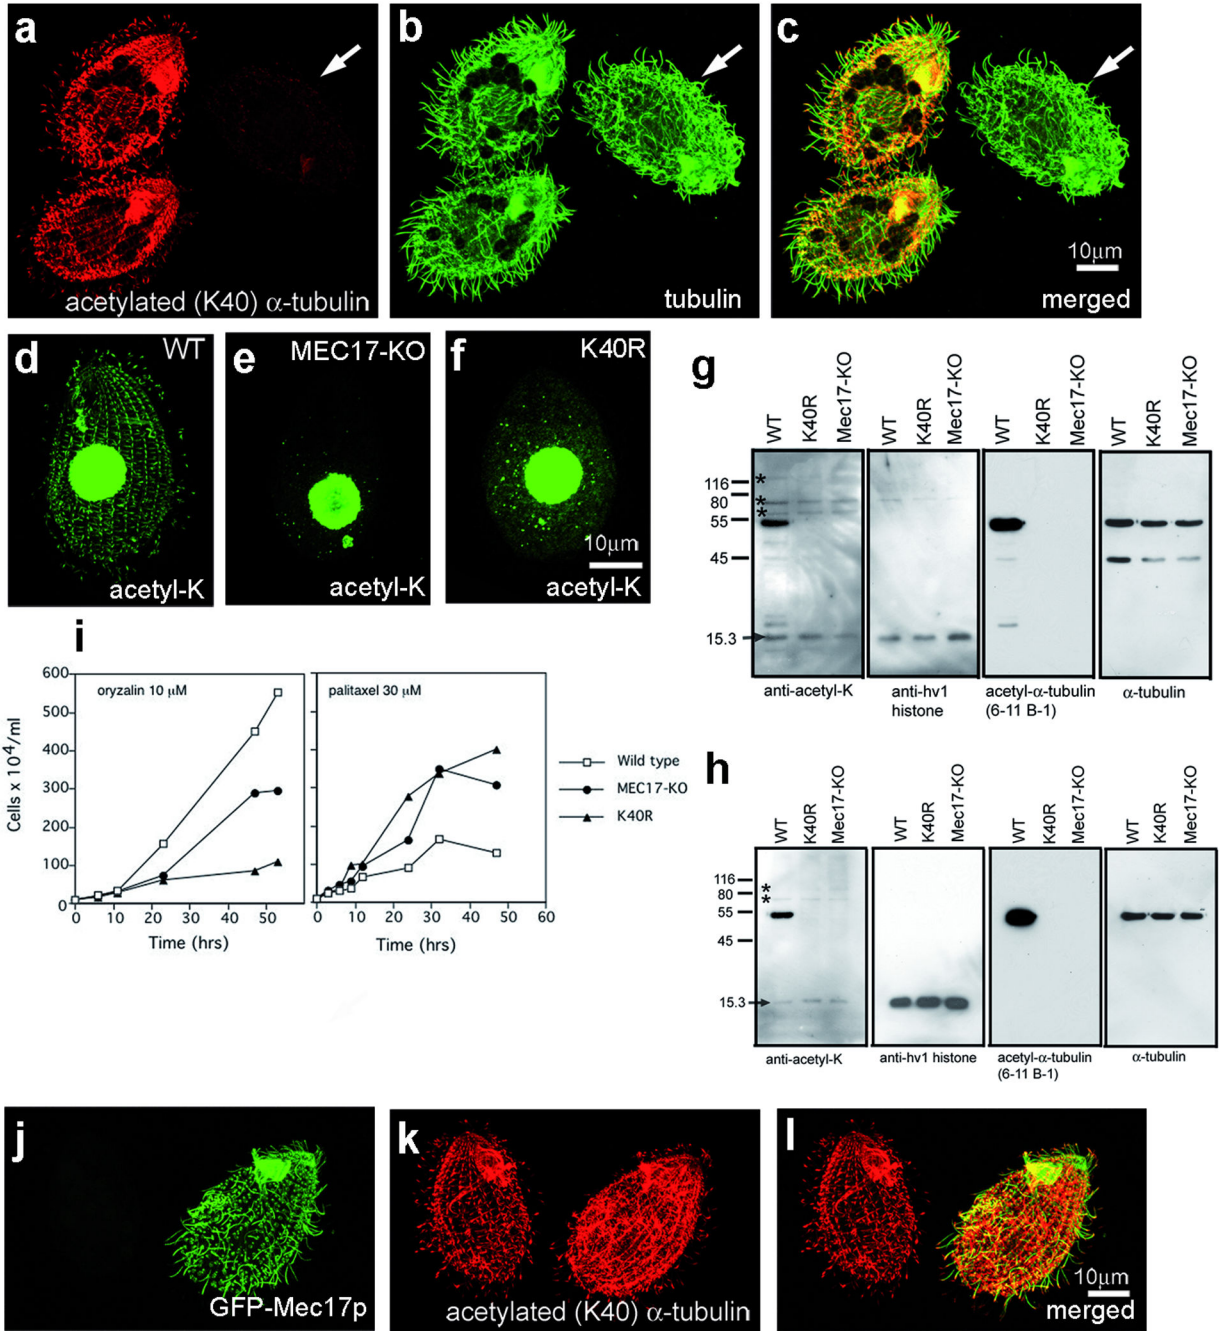 a
acetylated (K40) α-tubulin
b
tubulin
c
10μm
merged
d
WT
acetyl-K
e
MEC17-KO
acetyl-K
f
K40R
10μm
acetyl-K
g
WT
K40R
Mec17-KO
WT
K40R
Mec17-KO
WT
K40R
Mec17-KO
WT
K40R
Mec17-KO
116
*
80
*
*
55
45
15.3
anti-acetyl-K
anti-hv1
histone
acetyl-α-tubulin
(6-11 B-1)
α-tubulin
h
WT
K40R
Mec17-KO
WT
K40R
Mec17-KO
WT
K40R
Mec17-KO
WT
K40R
Mec17-KO
116
*
80
*
55
45
15.3
anti-acetyl-K
anti-hv1 histone
acetyl-α-tubulin
(6-11 B-1)
α-tubulin
i
Cells x 10⁴/ml
600
500
400
300
200
100
0
oryzalin 10 μM
0 10 20 30 40 50
Time (hrs)
palitaxel 30 μM
0 10 20 30 40 50 60
Time (hrs)
Wild type
MEC17-KO
K40R
j
GFP-Mec17p
k
acetylated (K40) α-tubulin
l
10μm
merged